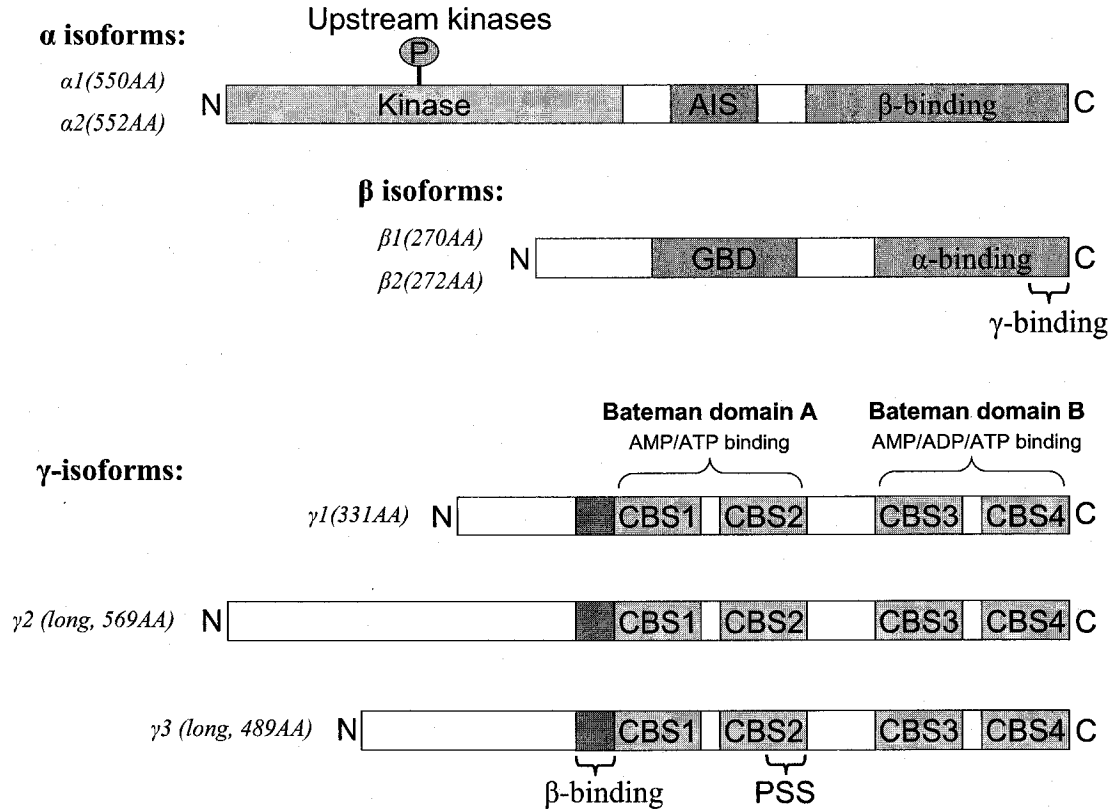 Upstream kinases
α isoforms:
P
α1(550AA)
α2(552AA)
N Kinase AIS β-binding C
β isoforms:
β1(270AA)
β2(272AA)
N GBD α-binding C
γ-binding
Bateman domain A Bateman domain B
AMP/ATP binding AMP/ADP/ATP binding
γ-isoforms:
γ1(331AA) N CBS1 CBS2 CBS3 CBS4 C
γ2 (long, 569AA) N CBS1 CBS2 CBS3 CBS4 C
γ3 (long, 489AA) N CBS1 CBS2 CBS3 CBS4 C
β-binding PSS